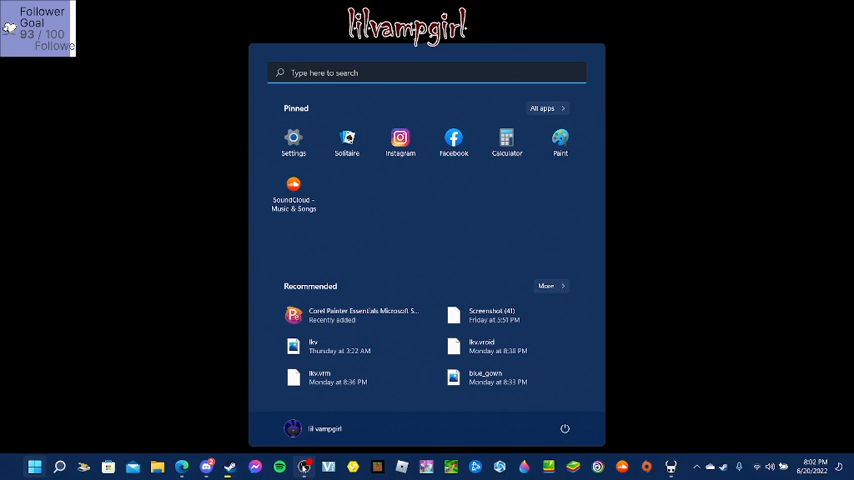 Follower
Goal
93 / 100
Followe
lilvampgirl
Type here to search
Pinned
All apps
Settings
Solitaire
Instagram
Facebook
Calculator
Paint
SoundCloud -
Music & Songs
Recommended
More
Corel Painter Essentials Microsoft S...
Recently added
Screenshot (41)
Friday at 5:51 PM
lkv
Thursday at 3:22 AM
lkv.vroid
Monday at 8:38 PM
lkv.vrm
Monday at 8:36 PM
blue_gown
Monday at 8:33 PM
lil vampgirl
8:02 PM
6/20/2022